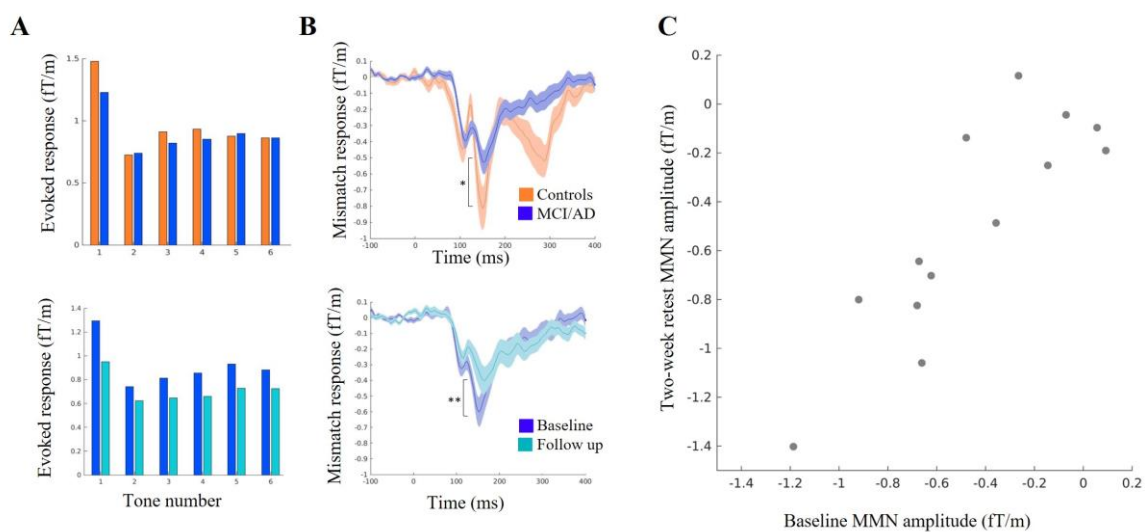 A
Evoked response (fT/m)
1.5
1
0.5
0
1 2 3 4 5 6
Evoked response (fT/m)
1.4
1.2
1
0.8
0.6
0.4
0.2
0
1 2 3 4 5 6
Tone number
B
Mismatch response (fT/m)
0.1
0
-0.1
-0.2
-0.3
-0.4
-0.5
-0.6
-0.7
-0.8
-0.9
-1
*
Controls
MCI/AD
-100 0 100 200 300 400
Time (ms)
Mismatch response (fT/m)
0.1
0
-0.1
-0.2
-0.3
-0.4
-0.5
-0.6
-0.7
-0.8
-0.9
-1
**
Baseline
Follow up
-100 0 100 200 300 400
Time (ms)
C
Two-week retest MMN amplitude (fT/m)
0.2
0
-0.2
-0.4
-0.6
-0.8
-1
-1.2
-1.4
-1.4 -1.2 -1 -0.8 -0.6 -0.4 -0.2 0 0.2
Baseline MMN amplitude (fT/m)